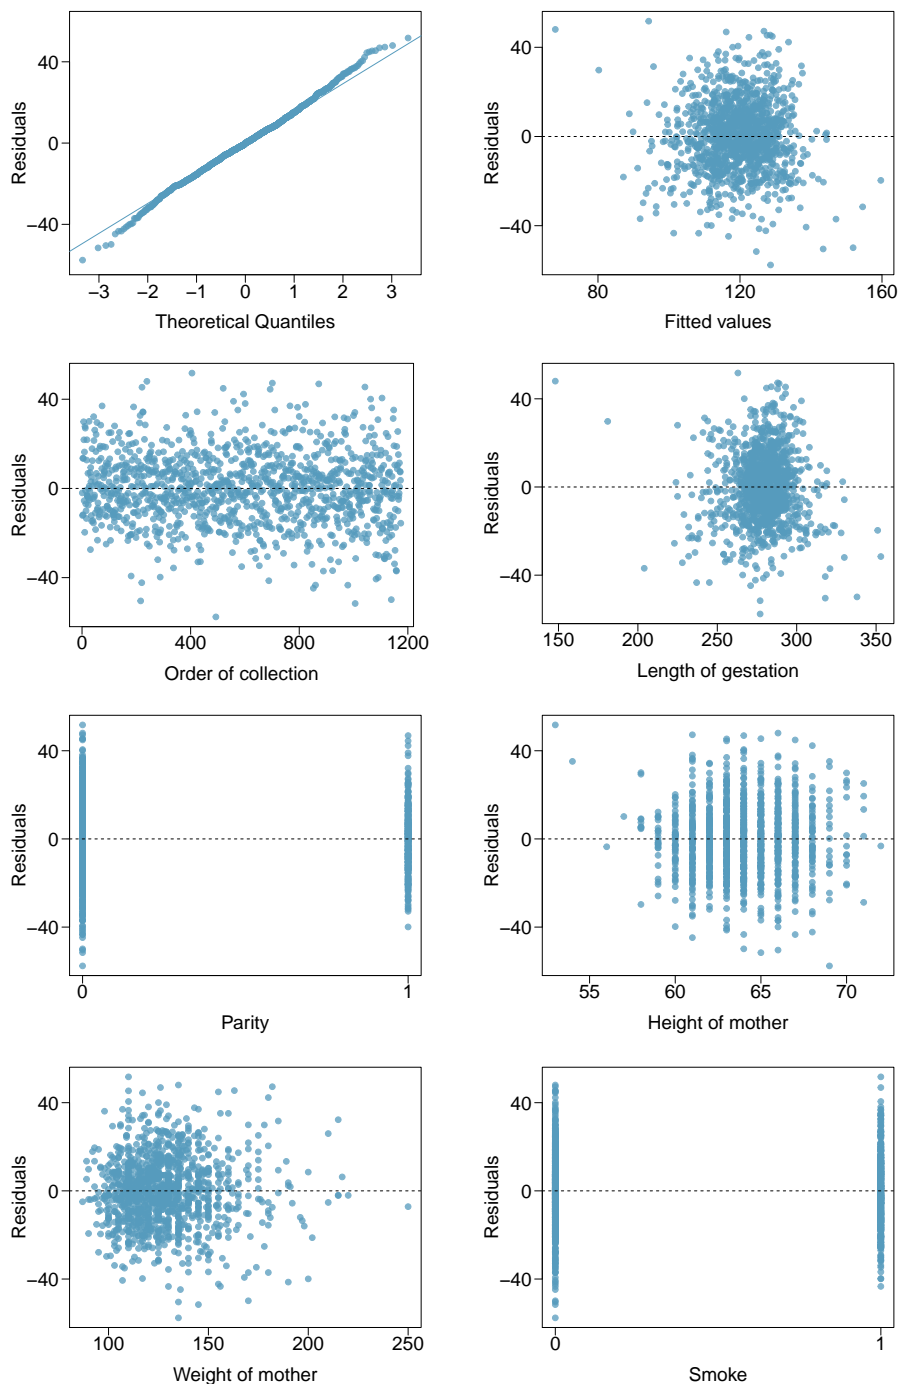 40
0
−40
Residuals
−3 −2 −1 0 1 2 3
Theoretical Quantiles
40
0
−40
Residuals
80 120 160
Fitted values
40
0
−40
Residuals
0 400 800 1200
Order of collection
40
0
−40
Residuals
150 200 250 300 350
Length of gestation
40
0
−40
Residuals
0 1
Parity
40
0
−40
Residuals
55 60 65 70
Height of mother
40
0
−40
Residuals
100 150 200 250
Weight of mother
40
0
−40
Residuals
0 1
Smoke